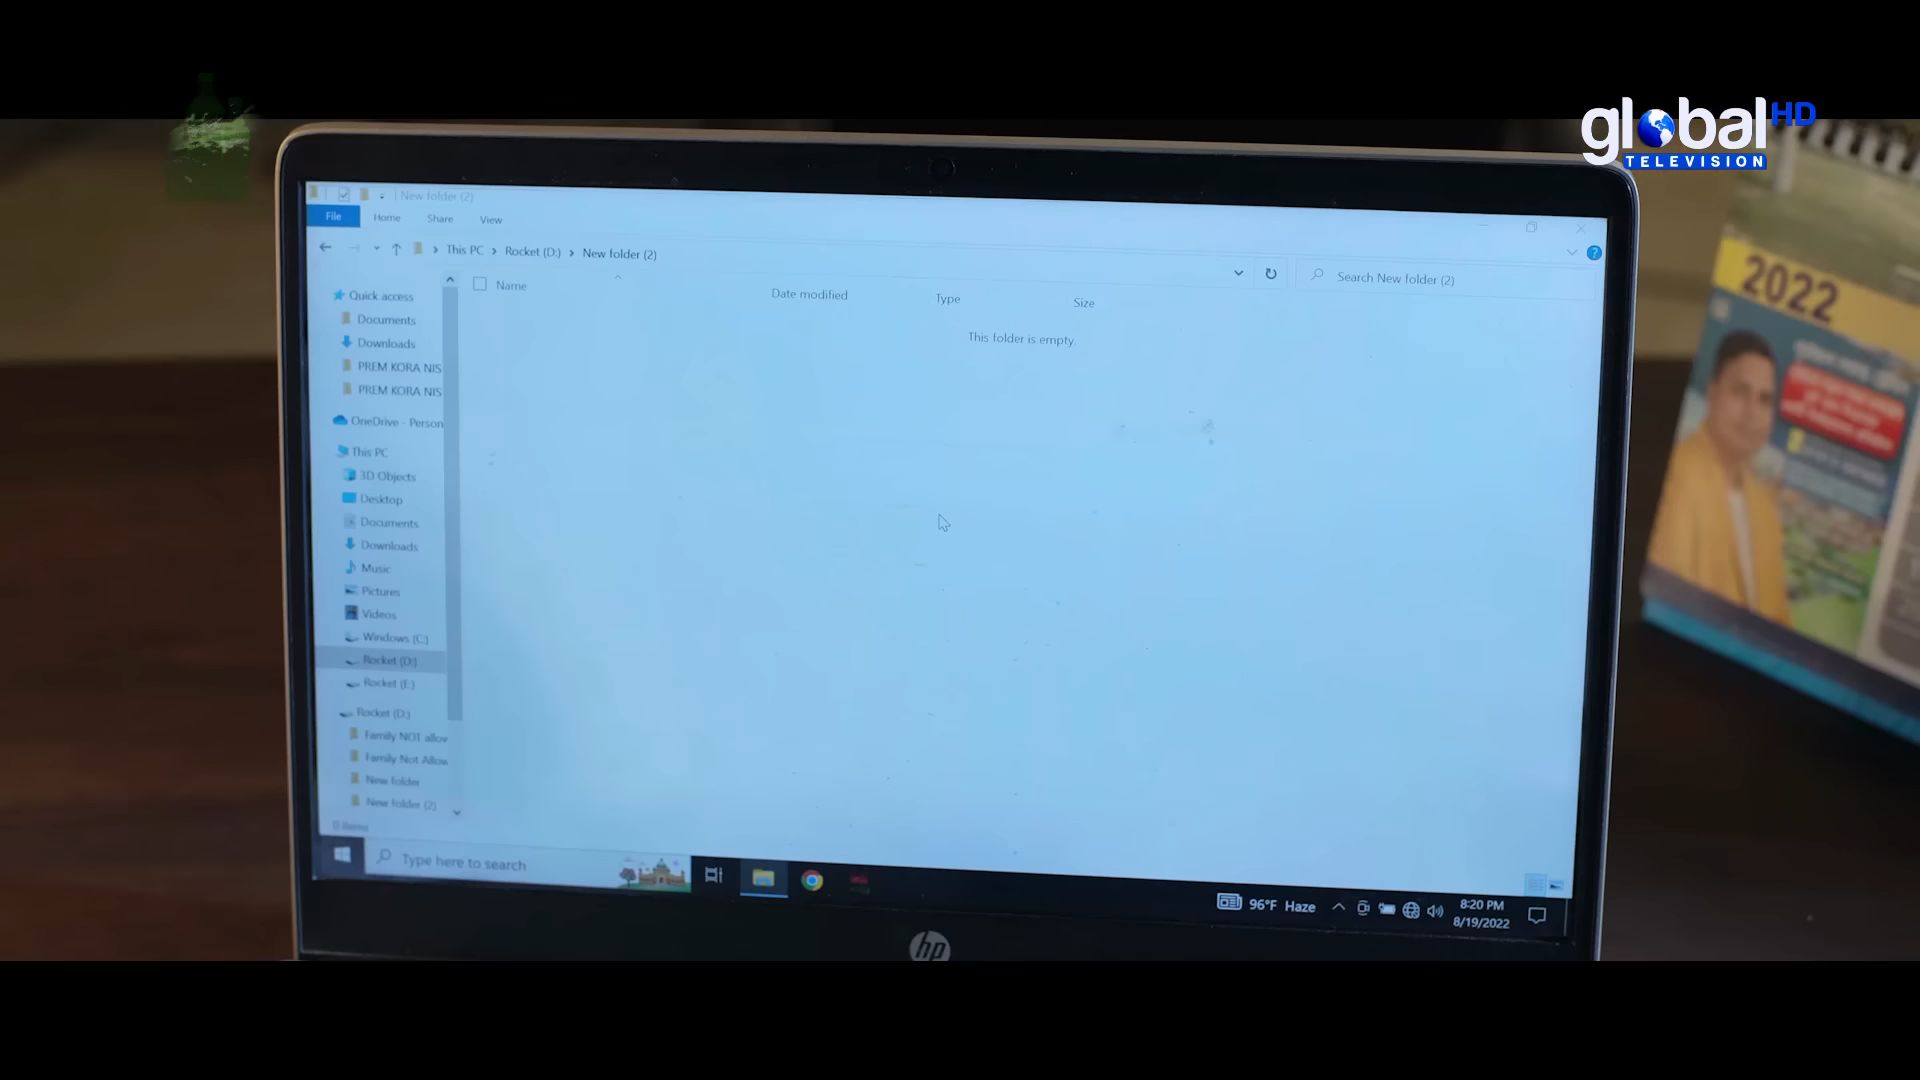 global HD
TELEVISION
New folder (2)
File Home Share View
This PC > Rocket (D:) > New folder (2)
Search New folder (2)
Name Date modified Type Size
This folder is empty.
Quick access
Documents
Downloads
PREM KORA NIS
PREM KORA NIS
OneDrive - Person
This PC
3D Objects
Desktop
Documents
Downloads
Music
Pictures
Videos
Windows (C:)
Rocket (D:)
Rocket (E:)
Rocket (D:)
Family NOT allow
Family Not Allow
New folder
New folder (2)
0 items
Type here to search
96°F Haze
8:20 PM
8/19/2022
hp
2022